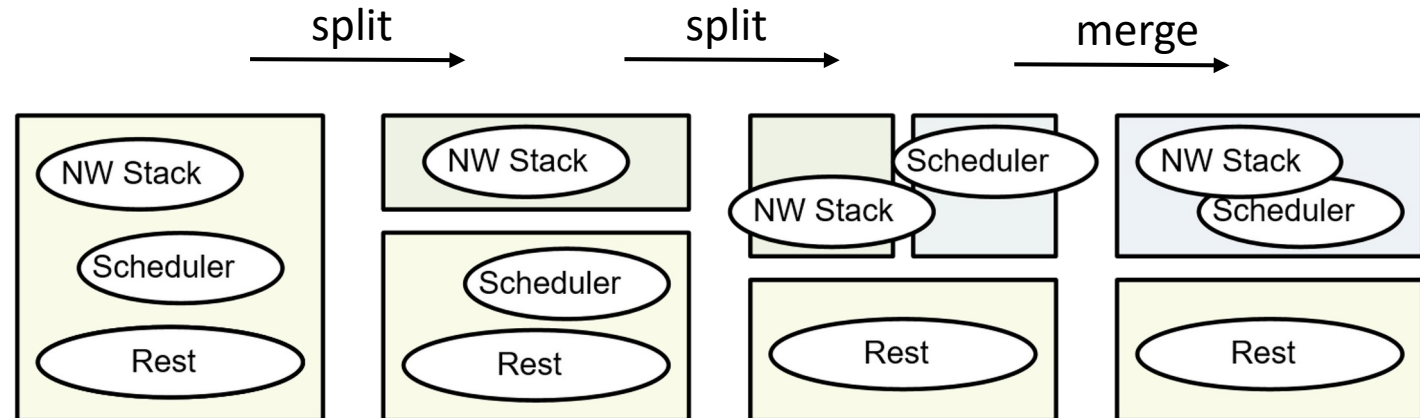 split
split
merge
NW Stack
Scheduler
Rest
NW Stack
Scheduler
Rest
NW Stack
Scheduler
Rest
NW Stack
Scheduler
Rest